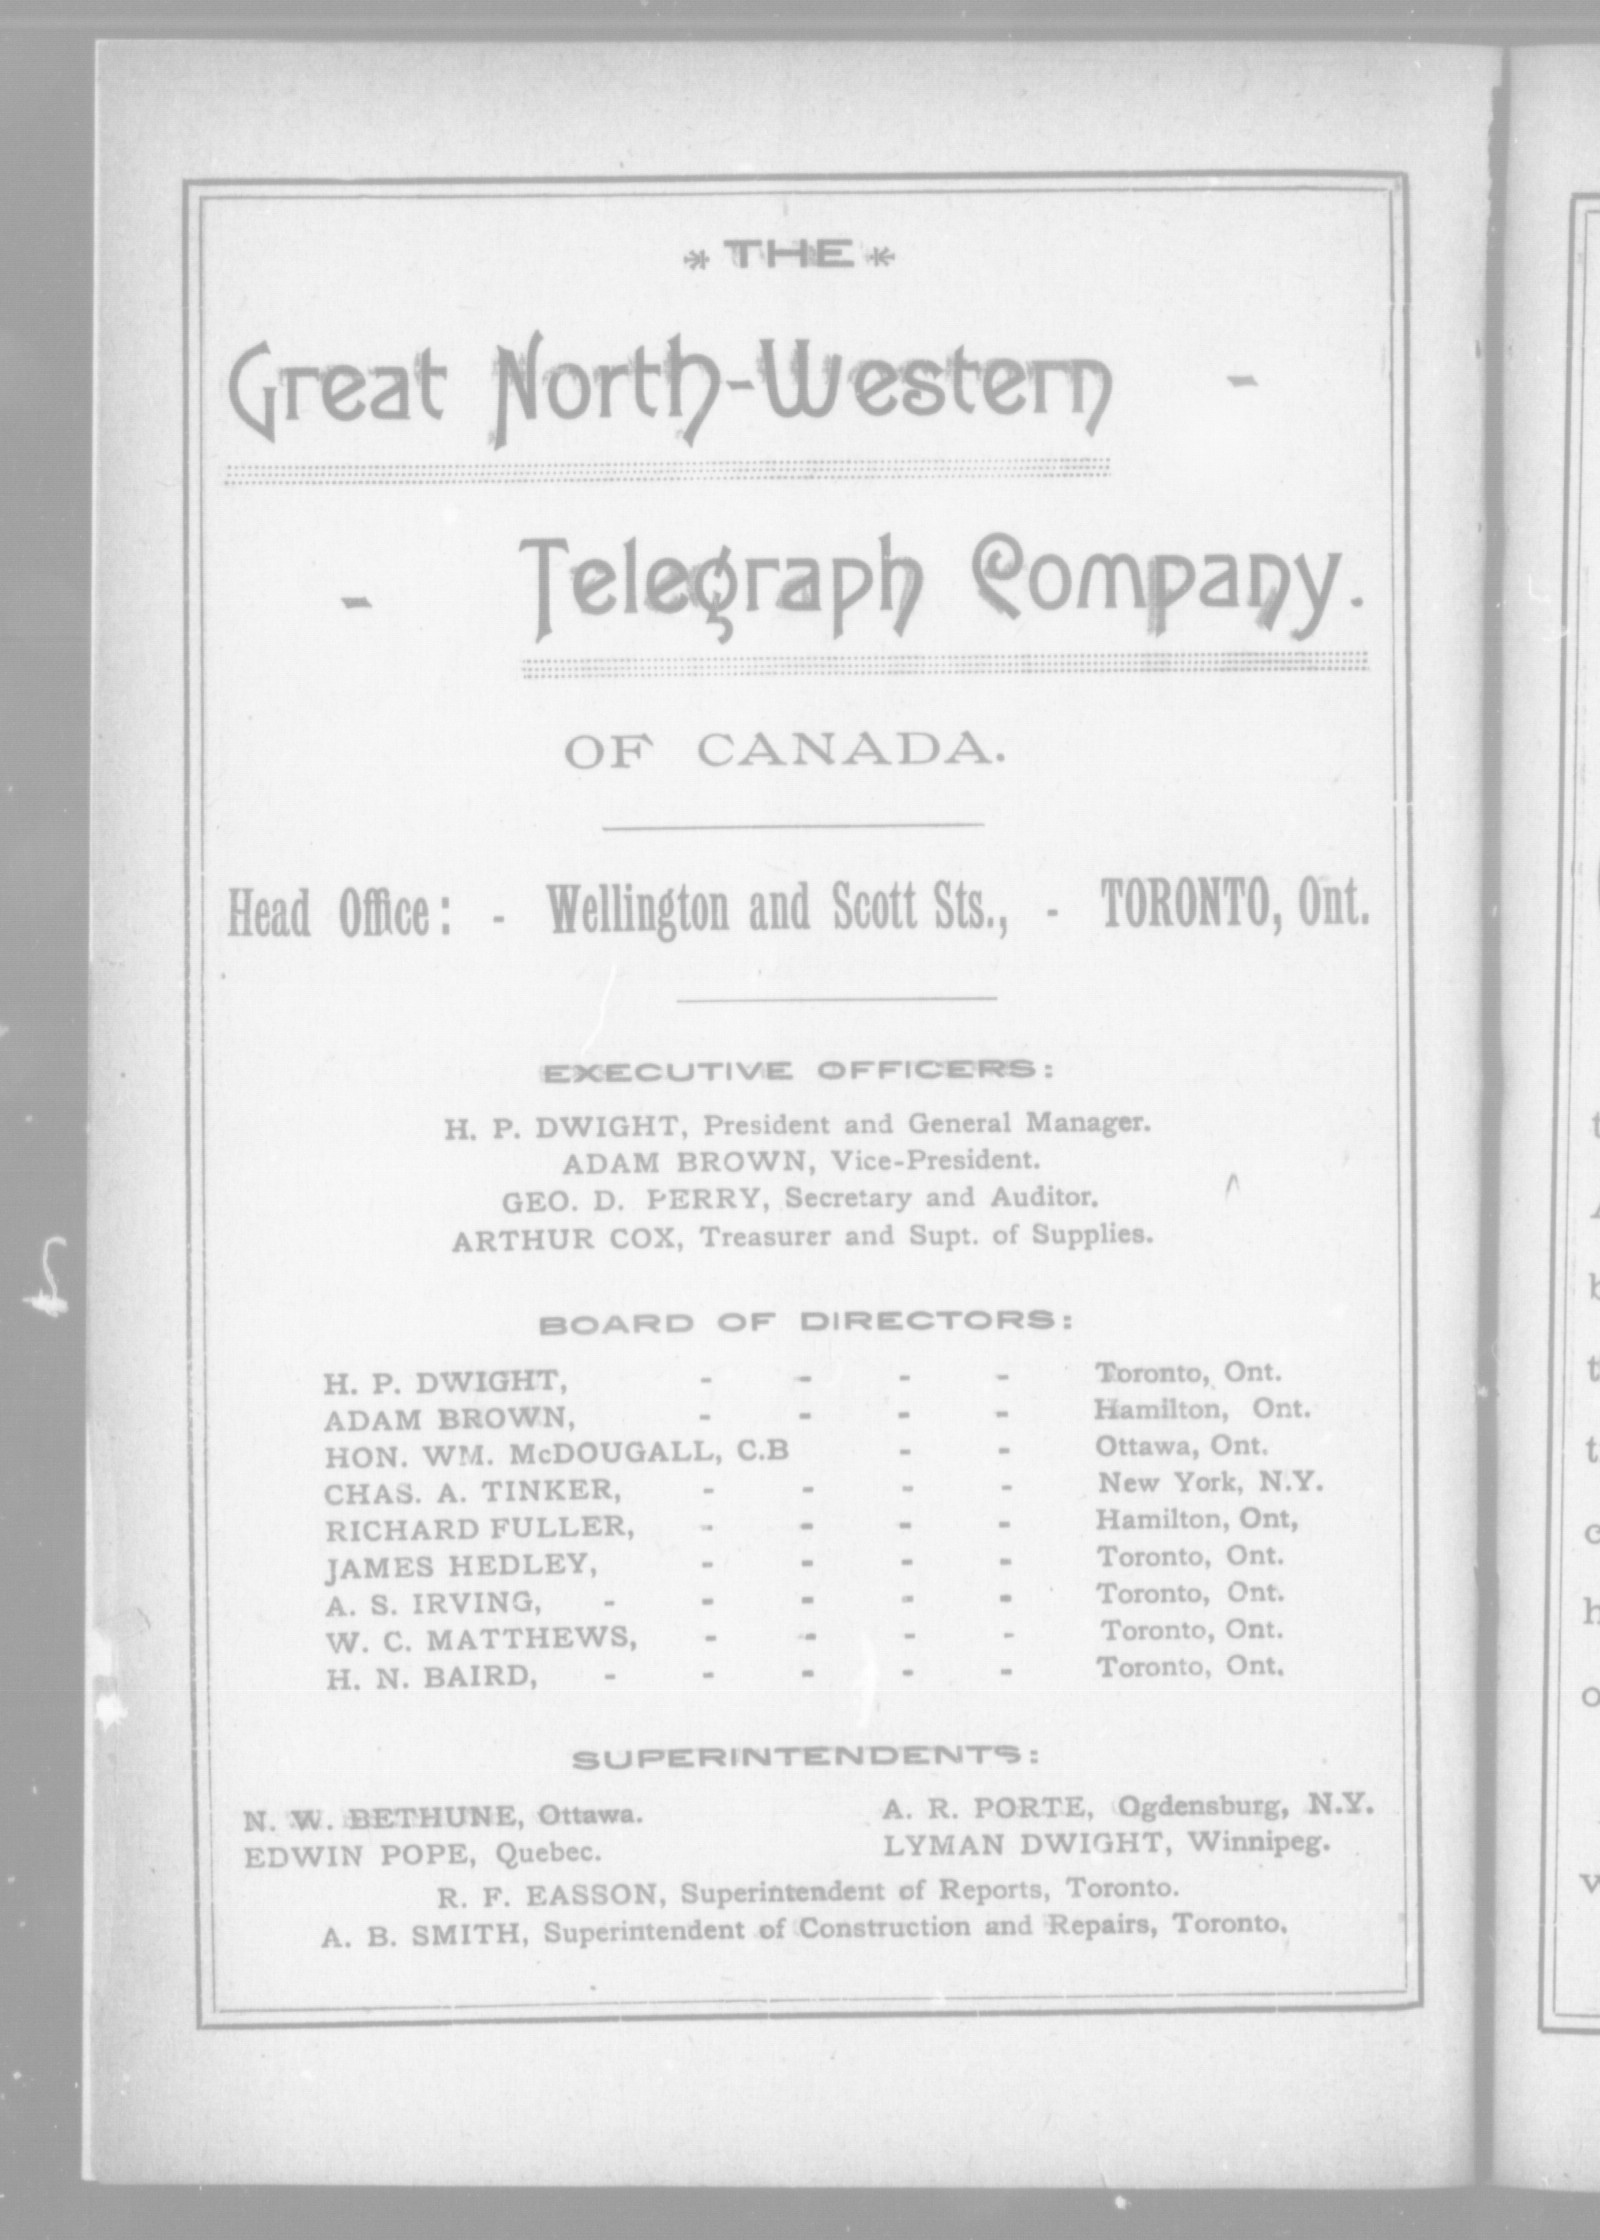 * THE *
Great North-Western -
- Telegraph Company.
OF CANADA.
Head Office: - Wellington and Scott Sts., - TORONTO, Ont.
EXECUTIVE OFFICERS:
H. P. DWIGHT, President and General Manager.
ADAM BROWN, Vice-President.
GEO. D. PERRY, Secretary and Auditor.
ARTHUR COX, Treasurer and Supt. of Supplies.
BOARD OF DIRECTORS:
H. P. DWIGHT, - - - - Toronto, Ont.
ADAM BROWN, - - - - Hamilton, Ont.
HON. WM. McDOUGALL, C.B - - Ottawa, Ont.
CHAS. A. TINKER, - - - - New York, N.Y.
RICHARD FULLER, - - - - Hamilton, Ont,
JAMES HEDLEY, - - - - Toronto, Ont.
A. S. IRVING, - - - - - Toronto, Ont.
W. C. MATTHEWS, - - - - Toronto, Ont.
H. N. BAIRD, - - - - - Toronto, Ont.
SUPERINTENDENTS:
N. W. BETHUNE, Ottawa. A. R. PORTE, Ogdensburg, N.Y.
EDWIN POPE, Quebec. LYMAN DWIGHT, Winnipeg.
R. F. EASSON, Superintendent of Reports, Toronto.
A. B. SMITH, Superintendent of Construction and Repairs, Toronto.